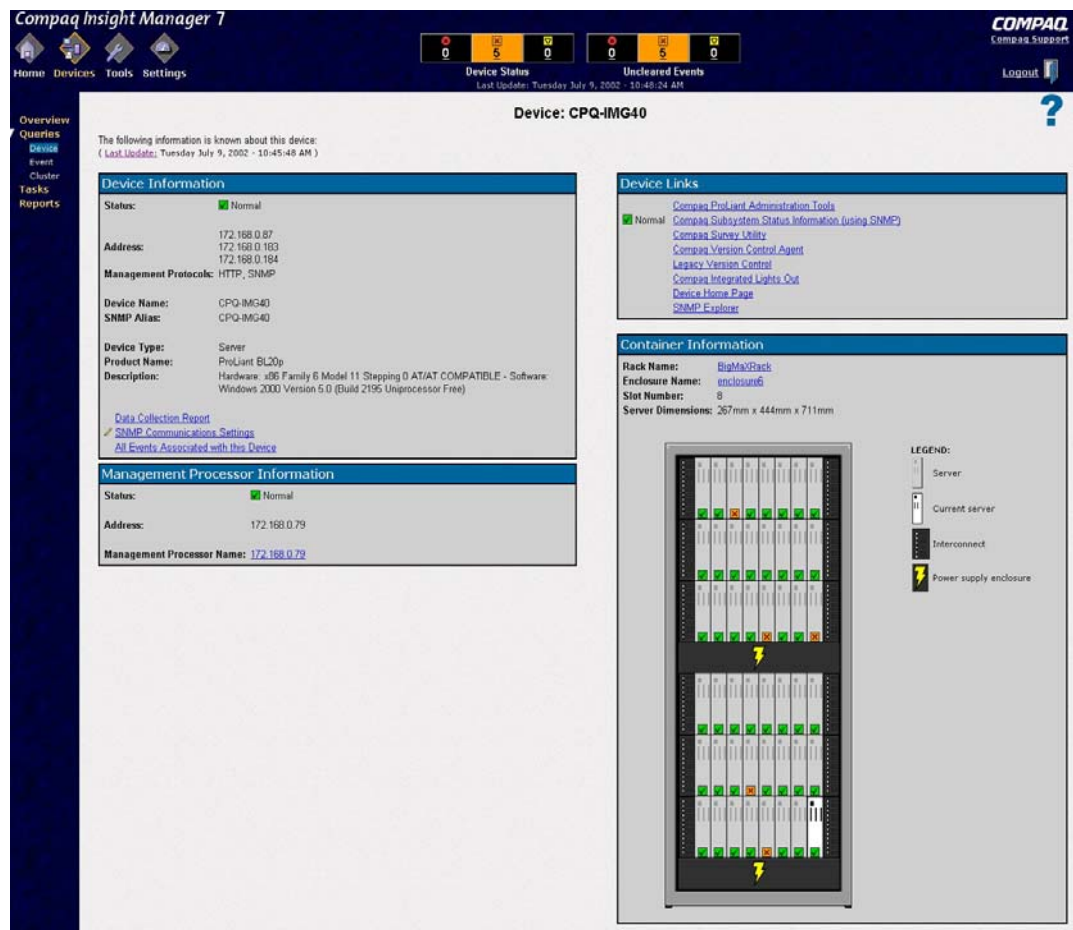 Compaq Insight Manager 7
COMPAQ
Compaq Support
Home Devices Tools Settings
0 5 0
0 5 0
Device Status
Uncleared Events
Last Update: Tuesday July 9, 2002 - 10:48:24 AM
Logout
Overview
Queries
Device
Event
Cluster
Tasks
Reports
Device: CPQ-IMG40
?
The following information is known about this device:
( Last Update: Tuesday July 9, 2002 - 10:45:48 AM )
Device Information
Status: Normal
Address: 172.168.0.87
172.168.0.183
172.168.0.184
Management Protocols: HTTP, SNMP
Device Name: CPQ-IMG40
SNMP Alias: CPQ-IMG40
Device Type: Server
Product Name: ProLiant BL20p
Description: Hardware: x86 Family 6 Model 11 Stepping 0 AT/AT COMPATIBLE - Software:
Windows 2000 Version 5.0 (Build 2195 Uniprocessor Free)
Data Collection Report
SNMP Communications Settings
All Events Associated with this Device
Management Processor Information
Status: Normal
Address: 172.168.0.79
Management Processor Name: 172.168.0.79
Device Links
Compaq ProLiant Administration Tools
Normal Compaq Subsystem Status Information (using SNMP)
Compaq Survey Utility
Compaq Version Control Agent
Legacy Version Control
Compaq Integrated Lights Out
Device Home Page
SNMP Explorer
Container Information
Rack Name: BigMaXRack
Enclosure Name: enclosure6
Slot Number: 8
Server Dimensions: 267mm x 444mm x 711mm
LEGEND:
Server
Current server
Interconnect
Power supply enclosure